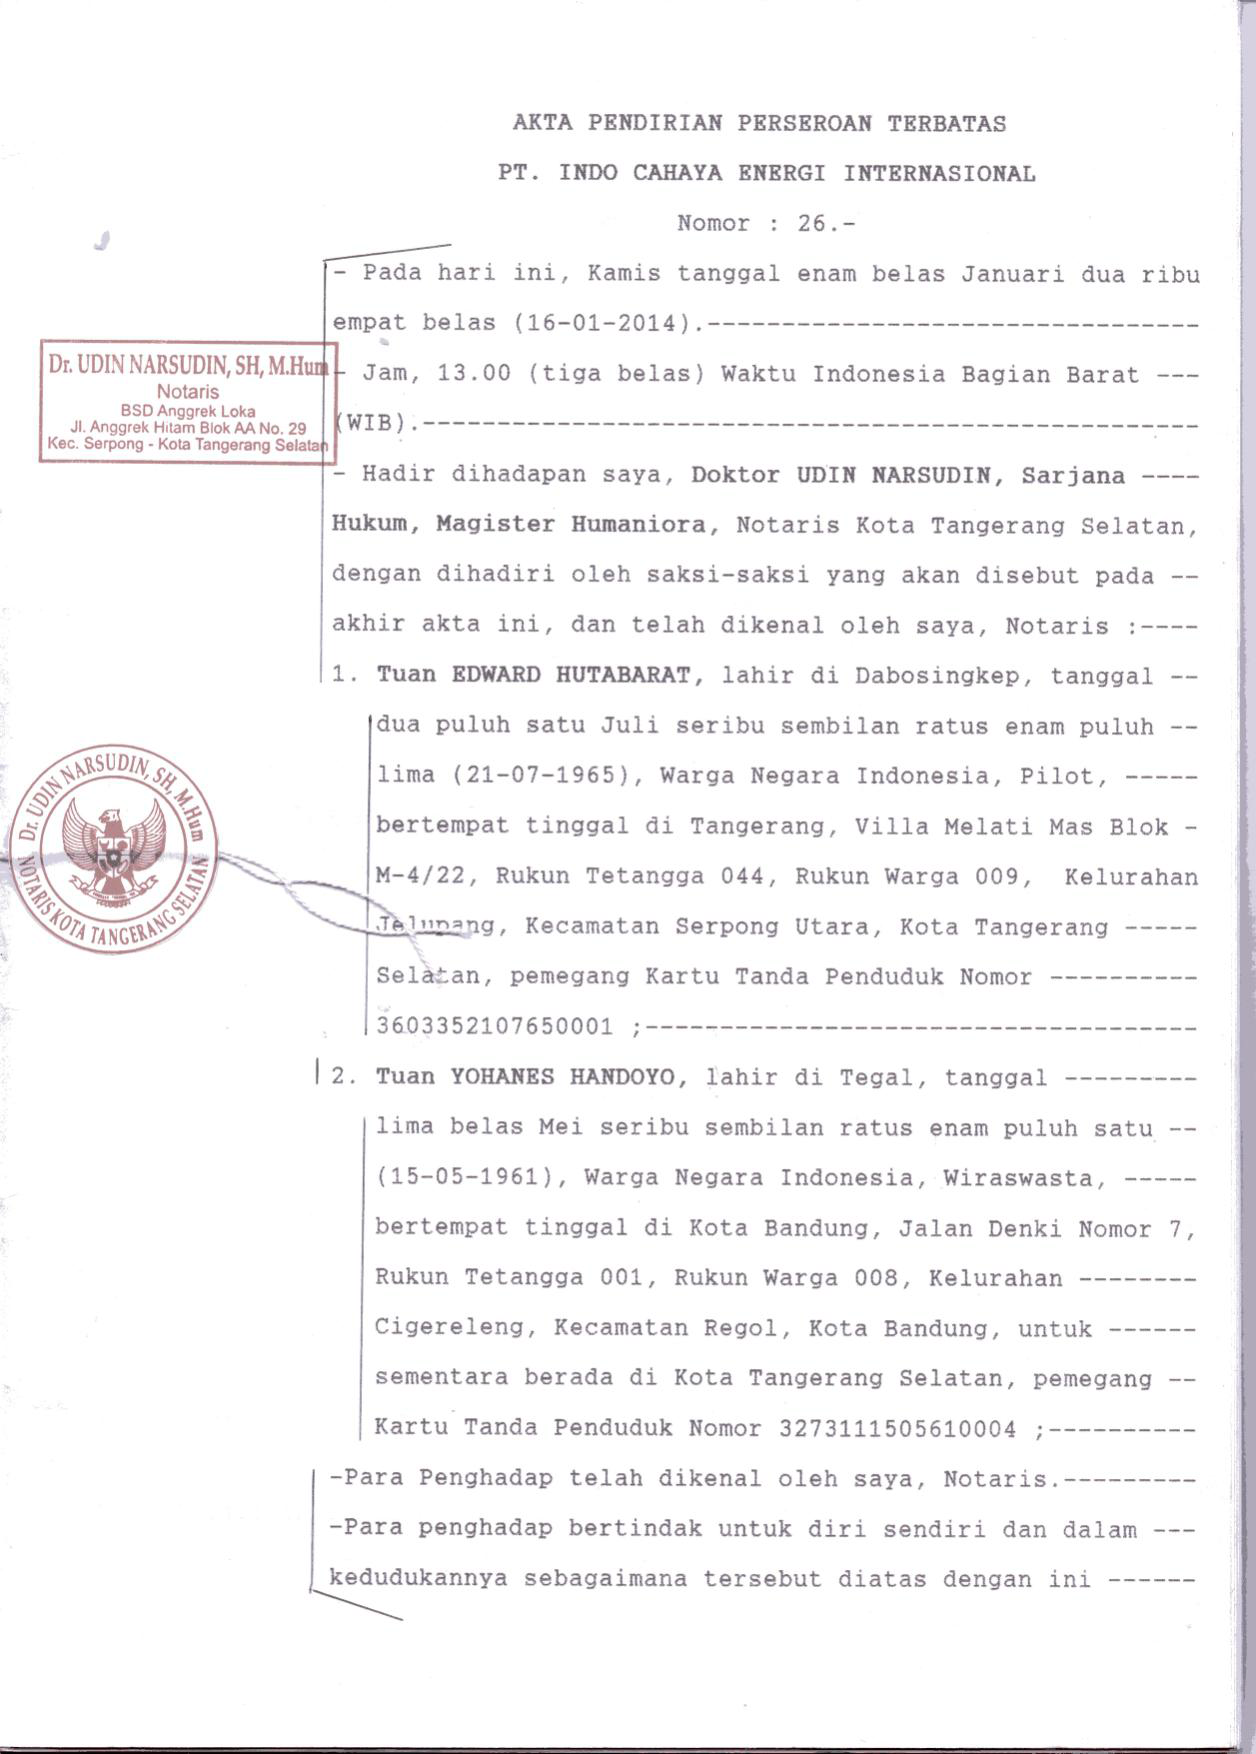 AKTA PENDIRIAN PERSEROAN TERBATAS
PT. INDO CAHAYA ENERGI INTERNASIONAL
Nomor : 26.-
- Pada hari ini, Kamis tanggal enam belas Januari dua ribu
empat belas (16-01-2014).---------------------------------
- Jam, 13.00 (tiga belas) Waktu Indonesia Bagian Barat ---
(WIB).----------------------------------------------------
- Hadir dihadapan saya, Doktor UDIN NARSUDIN, Sarjana ----
Hukum, Magister Humaniora, Notaris Kota Tangerang Selatan,
dengan dihadiri oleh saksi-saksi yang akan disebut pada --
akhir akta ini, dan telah dikenal oleh saya, Notaris :----
1. Tuan EDWARD HUTABARAT, lahir di Dabosingkep, tanggal --
dua puluh satu Juli seribu sembilan ratus enam puluh --
lima (21-07-1965), Warga Negara Indonesia, Pilot, -----
bertempat tinggal di Tangerang, Villa Melati Mas Blok -
M-4/22, Rukun Tetangga 044, Rukun Warga 009, Kelurahan
Jelupang, Kecamatan Serpong Utara, Kota Tangerang -----
Selatan, pemegang Kartu Tanda Penduduk Nomor ----------
3603352107650001 ;-------------------------------------
2. Tuan YOHANES HANDOYO, lahir di Tegal, tanggal ---------
lima belas Mei seribu sembilan ratus enam puluh satu --
(15-05-1961), Warga Negara Indonesia, Wiraswasta, -----
bertempat tinggal di Kota Bandung, Jalan Denki Nomor 7,
Rukun Tetangga 001, Rukun Warga 008, Kelurahan --------
Cigereleng, Kecamatan Regol, Kota Bandung, untuk ------
sementara berada di Kota Tangerang Selatan, pemegang --
Kartu Tanda Penduduk Nomor 3273111505610004 ;----------
-Para Penghadap telah dikenal oleh saya, Notaris.---------
-Para penghadap bertindak untuk diri sendiri dan dalam ---
kedudukannya sebagaimana tersebut diatas dengan ini ------
Dr. UDIN NARSUDIN, SH, M.Hum
Notaris
BSD Anggrek Loka
Jl. Anggrek Hitam Blok AA No. 29
Kec. Serpong - Kota Tangerang Selatan
Dr. UDIN NARSUDIN, SH, M.Hum
NOTARIS KOTA TANGERANG SELATAN